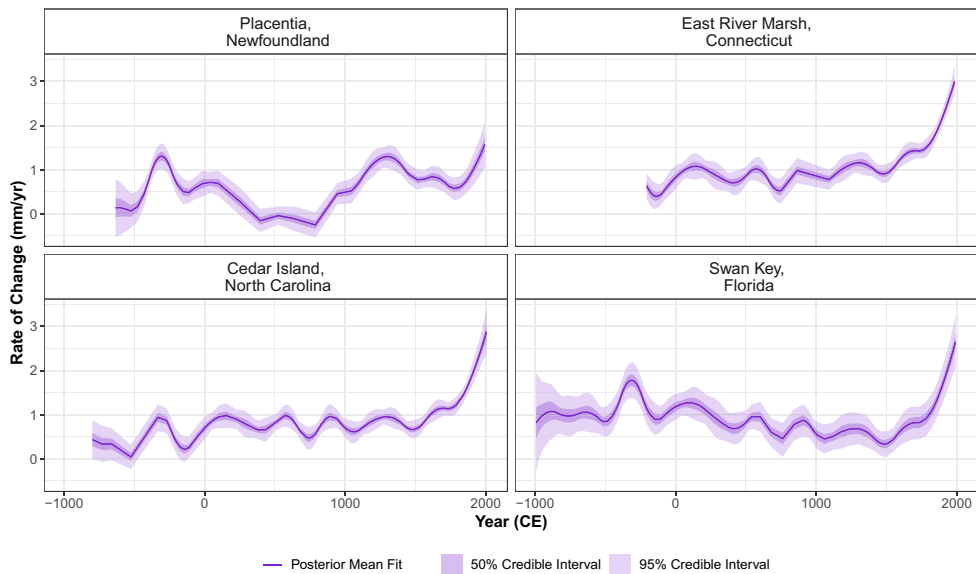 Placentia,
Newfoundland
East River Marsh,
Connecticut
3
2
1
0
Cedar Island,
North Carolina
Swan Key,
Florida
3
2
1
0
Rate of Change (mm/yr)
−1000 0 1000 2000 −1000 0 1000 2000
Year (CE)
Posterior Mean Fit 50% Credible Interval 95% Credible Interval